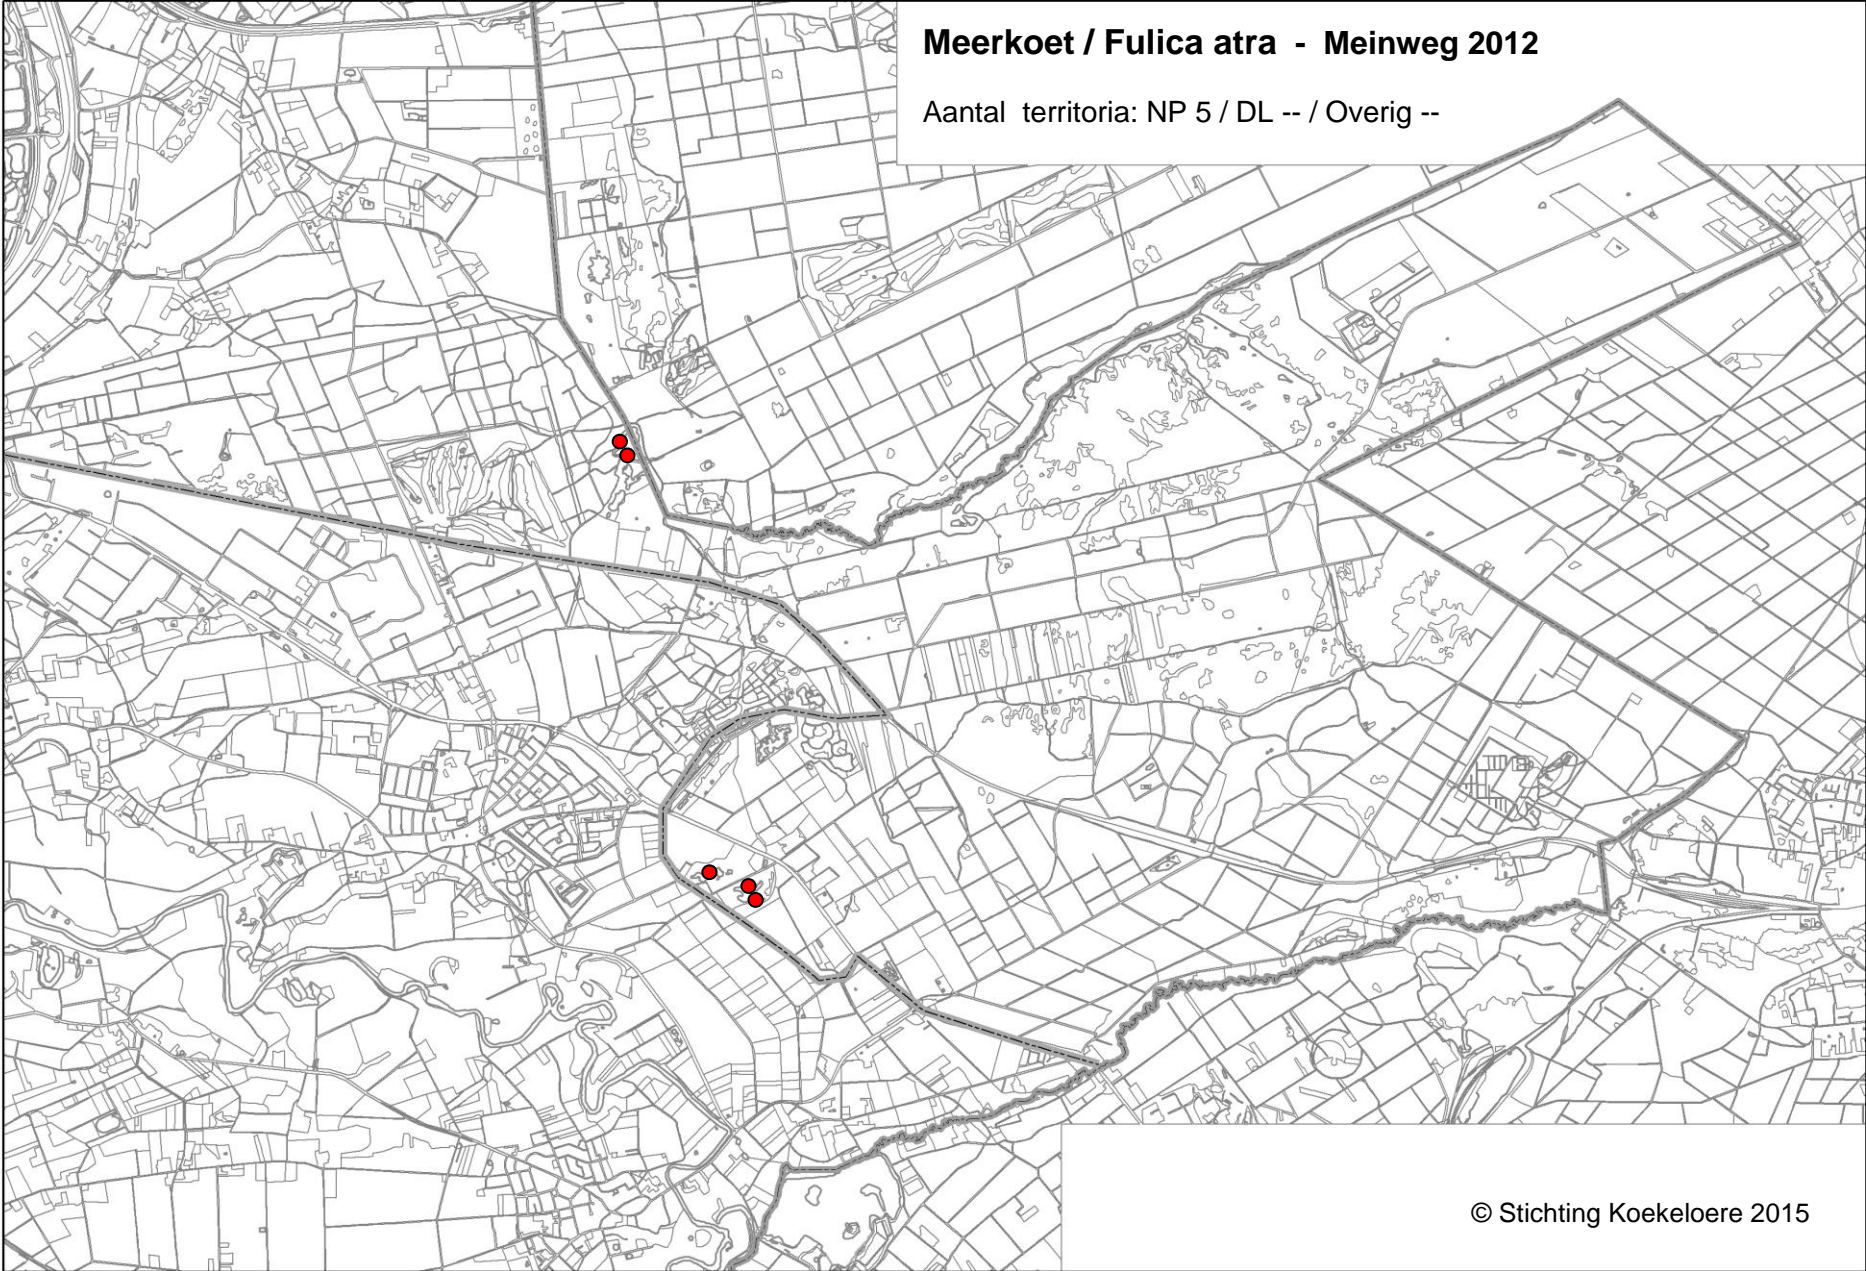 Meerkoet / Fulica atra - Meinweg 2012
Aantal territoria: NP 5 / DL -- / Overig --
© Stichting Koekeloere 2015